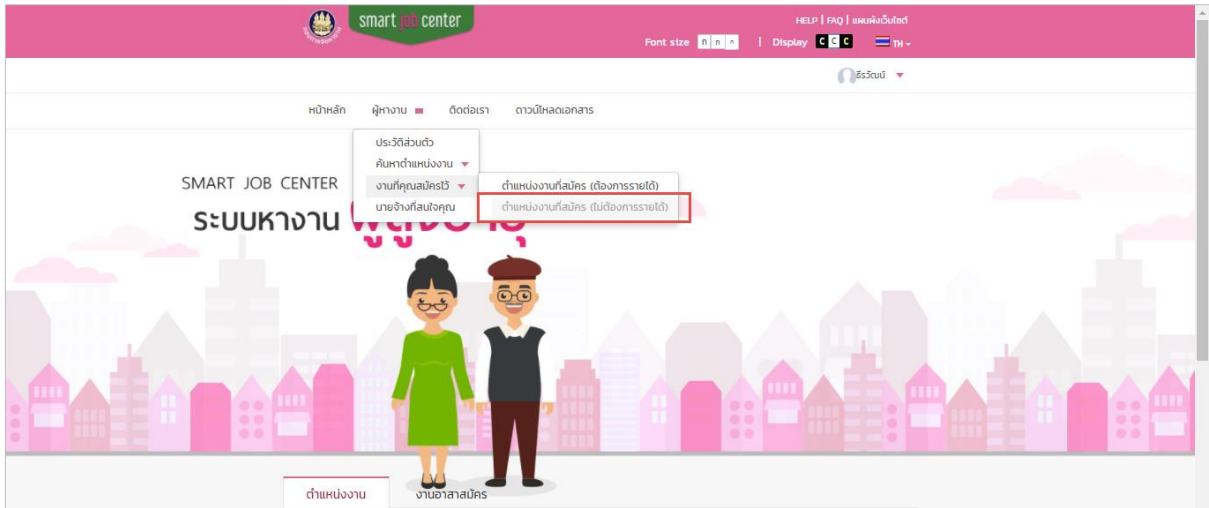 smart job center
HELP | FAQ | แผนผังเว็บไซต์
Font size ก ก ก | Display C C C TH
ธีรวัฒน์
หน้าหลัก ผู้หางาน ติดต่อเรา ดาวน์โหลดเอกสาร
ประวัติส่วนตัว
ค้นหาตำแหน่งงาน
งานที่คุณสมัครไว้ ตำแหน่งงานที่สมัคร (ต้องการรายได้)
นายจ้างที่สนใจคุณ ตำแหน่งงานที่สมัคร (ไม่ต้องการรายได้)
SMART JOB CENTER
ระบบหางาน ผู้สูงอายุ
ตำแหน่งงาน งานอาสาสมัคร